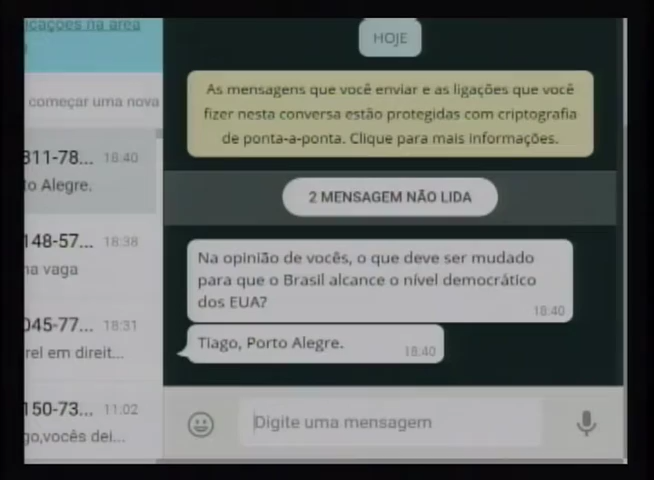 icações na área
HOJE
As mensagens que você enviar e as ligações que você
fizer nesta conversa estão protegidas com criptografia
de ponta-a-ponta. Clique para mais informações.
começar uma nova
811-78... 18:40
to Alegre.
2 MENSAGEM NÃO LIDA
148-57... 18:38
na vaga
Na opinião de vocês, o que deve ser mudado
para que o Brasil alcance o nível democrático
dos EUA?
18:40
045-77... 18:31
rel em direit...
Tiago, Porto Alegre.
18:40
150-73... 11:02
go,vocês dei...
Digite uma mensagem